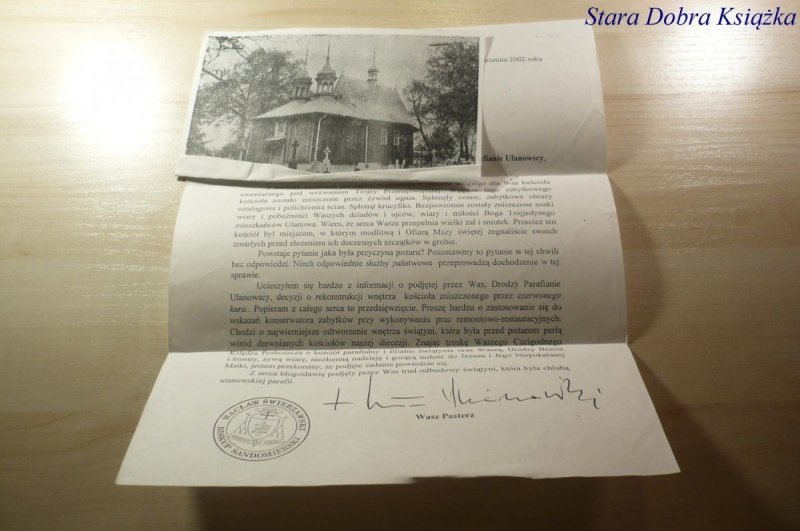 Stara Dobra Książka
wietnia 2002 roku
afianie Ulanowscy,
drogiego dla Was kościoła
cmentarnego pod wezwaniem Trójcy Przenajświętszej tego zabytkowego
kościoła zostało zniszczone przez żywioł ognia. Spłonęły cenne, zabytkowe obrazy
sztalugowe i polichromia ścian. Spłonął krucyfiks. Bezpowrotnie zostały zniszczone znaki
wiary i pobożności Waszych dziadów i ojców, wiary i miłości Boga Trójjedynego
mieszkańców Ulanowa. Wiem, że serca Wasze przepełnia wielki żal i smutek. Przecież ten
kościół był miejscem, w którym modlitwą i Ofiarą Mszy świętej żegnaliście swoich
zmarłych przed złożeniem ich doczesnych szczątków w grobie.
Powstaje pytanie jaka była przyczyna pożaru? Pozostawmy to pytanie w tej chwili
bez odpowiedzi. Niech odpowiednie służby państwowe przeprowadzą dochodzenie w tej
sprawie.
Ucieszyłem się bardzo z informacji o podjętej przez Was, Drodzy Parafianie
Ulanowscy, decyzji o rekonstrukcji wnętrza kościoła zniszczonego przez czerwonego
kura. Popieram z całego serca to przedsięwzięcie. Proszę bardzo o zastosowanie się do
wskazań konserwatora zabytków przy wykonywaniu prac remontowo-restauracyjnych.
Chodzi o najwierniejsze odtworzenie wnętrza świątyni, która była przed pożarem perłą
wśród drewnianych kościołów naszej diecezji. Znając troskę Waszego Czcigodnego
Księdza Proboszcza o kościół parafialny i filialne świątynie oraz Waszą, Drodzy Bracia
i Siostry, żywą wiarę, niezłomną nadzieję i gorącą miłość do Jezusa i Jego Niepokalanej
Matki, jestem przekonany, że podjęte zadanie powiedzie się.
Z serca błogosławię podjęty przez Was trud odbudowy świątyni, która była chlubą
ulanowskiej parafii
Wasz Pasterz
WACŁAW ŚWIERZAWSKI
BISKUP SANDOMIERSKI